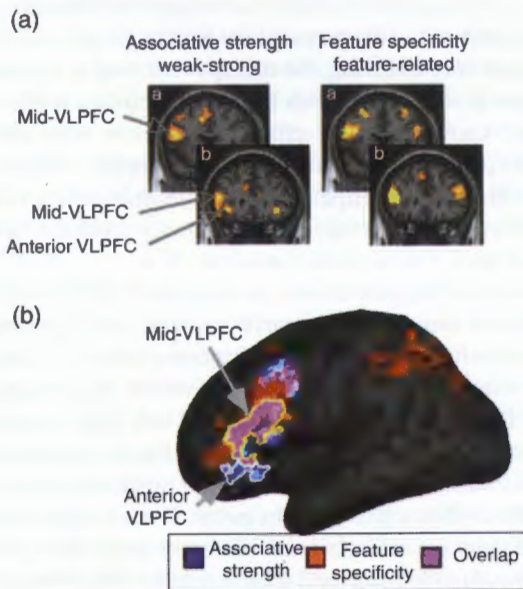 (a)
Associative strength
weak-strong
Feature specificity
feature-related
a
a
Mid-VLPFC
b
b
Mid-VLPFC
Anterior VLPFC
(b)
Mid-VLPFC
Anterior
VLPFC
Associative
strength
Feature
specificity
Overlap